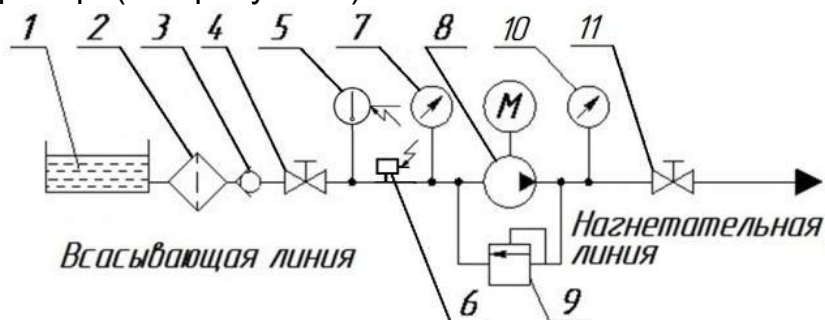 1 2 3 4 5 7 8 10 11
М
Всасывающая линия
Нагнетательная
линия
6 9